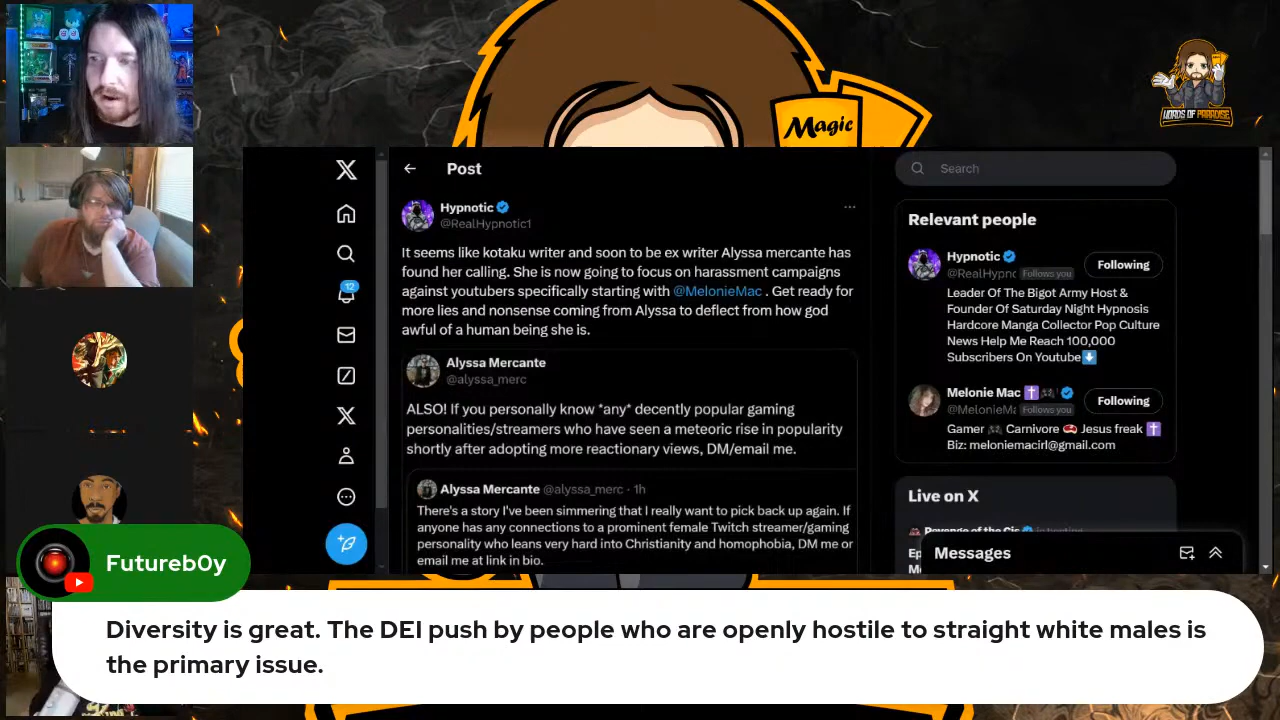 Magic
WORDS OF PARADISE
Post
Search
Hypnotic
@RealHypnotic1
It seems like kotaku writer and soon to be ex writer Alyssa mercante has
found her calling. She is now going to focus on harassment campaigns
against youtubers specifically starting with @MelonieMac . Get ready for
more lies and nonsense coming from Alyssa to deflect from how god
awful of a human being she is.
Alyssa Mercante
@alyssa_merc
ALSO! If you personally know *any* decently popular gaming
personalities/streamers who have seen a meteoric rise in popularity
shortly after adopting more reactionary views, DM/email me.
Alyssa Mercante @alyssa_merc · 1h
There's a story I've been simmering that I really want to pick back up again. If
anyone has any connections to a prominent female Twitch streamer/gaming
personality who leans very hard into Christianity and homophobia, DM me or
email me at link in bio.
12
Relevant people
Hypnotic
@RealHypnc Follows you
Following
Leader Of The Bigot Army Host &
Founder Of Saturday Night Hypnosis
Hardcore Manga Collector Pop Culture
News Help Me Reach 100,000
Subscribers On Youtube⬇️
Melonie Mac ✝️🎮
@MelonieMa Follows you
Following
Gamer 🎮 Carnivore 🥩 Jesus freak ✝️
Biz: meloniemacirl@gmail.com
Live on X
Revenge of the Cis
Messages
Futureb0y
Diversity is great. The DEI push by people who are openly hostile to straight white males is
the primary issue.